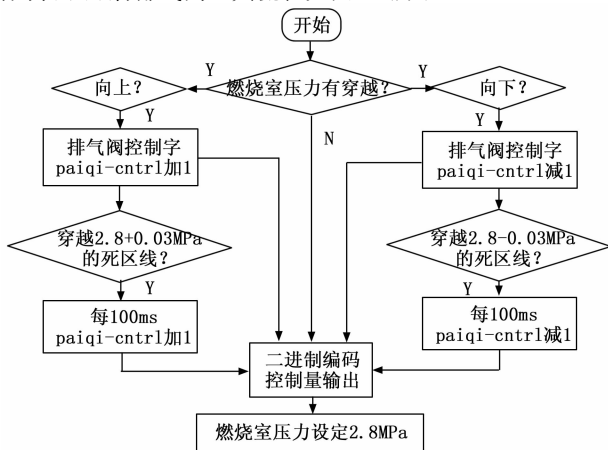 开始
Y
Y
向上？
燃烧室压力有穿越？
向下？
Y
N
Y
排气阀控制字
paiqi-cntrl加1
排气阀控制字
paiqi-cntrl减1
穿越2.8+0.03MPa
的死区线？
穿越2.8-0.03MPa
的死区线？
Y
Y
每100ms
paiqi-cntrl加1
每100ms
paiqi-cntrl减1
二进制编码
控制量输出
燃烧室压力设定2.8MPa